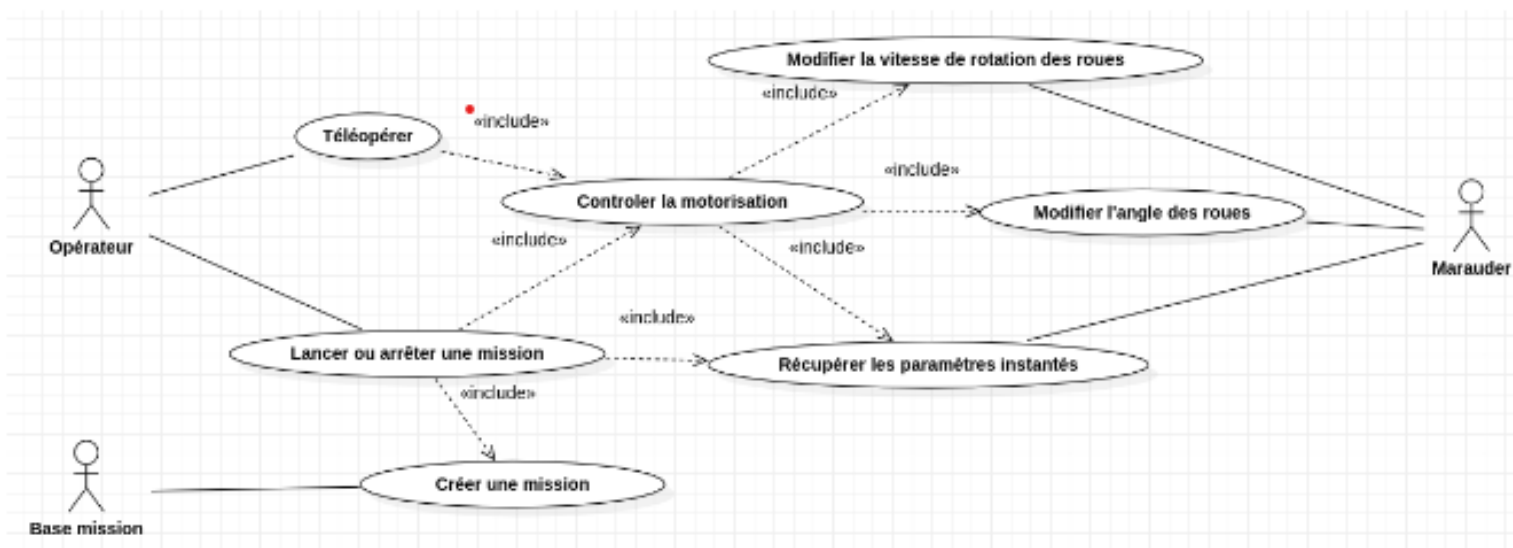 Modifier la vitesse de rotation des roues
«include»
«include»
Téléopérer
«include»
Controler la motorisation
Modifier l'angle des roues
Opérateur
«include»
«include»
Marauder
«include»
Lancer ou arrêter une mission
Récupérer les paramètres instantés
«include»
Créer une mission
Base mission